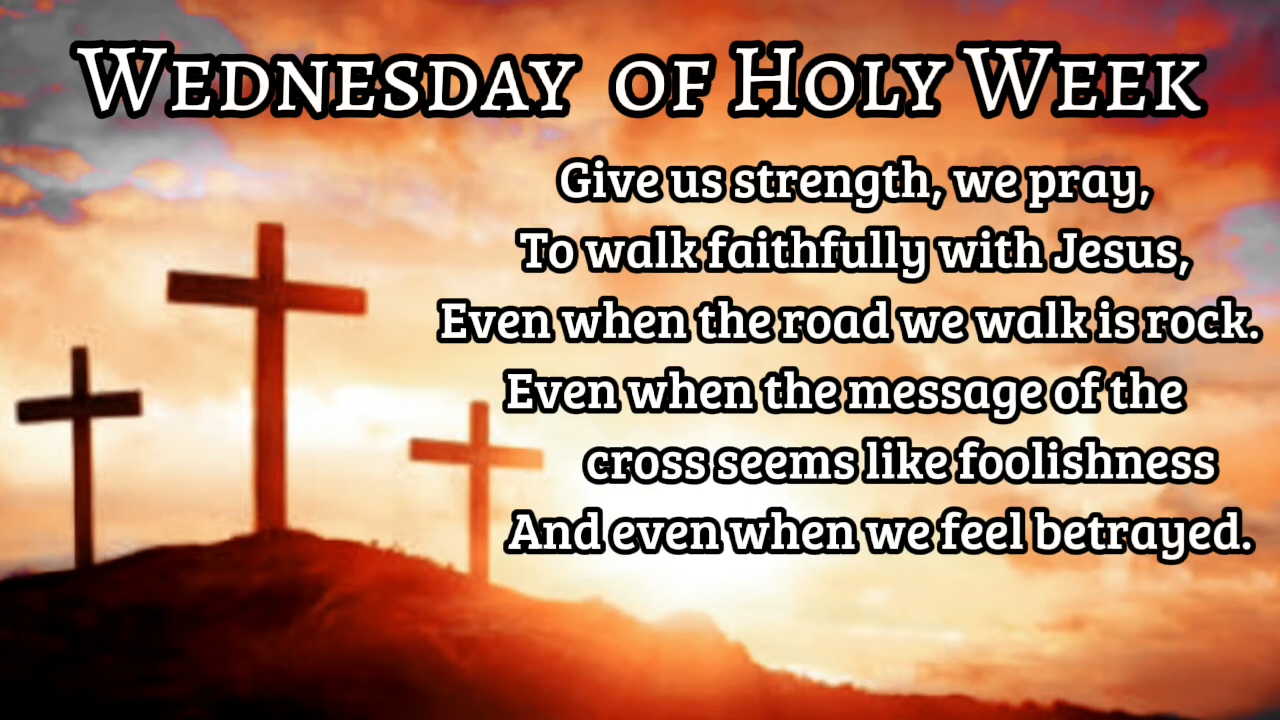 Wednesday of Holy Week
Give us strength, we pray,
To walk faithfully with Jesus,
Even when the road we walk is rock.
Even when the message of the
cross seems like foolishness
And even when we feel betrayed.